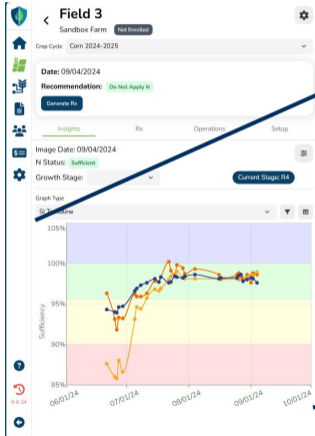 Field 3
Sandbox Farm Not Enrolled
Crop Cycle Corn 2024-2025
Date: 09/04/2024
Recommendation: Do Not Apply N
Generate Rx
Insights Rx Operations Setup
Image Date: 09/04/2024
N Status: Sufficient
Growth Stage: Current Stage: R4
Graph Type
SI Trendline
105%
100%
95%
90%
85%
Sufficiency
06/01/24 07/01/24 08/01/24 09/01/24 10/01/24
9-6-24